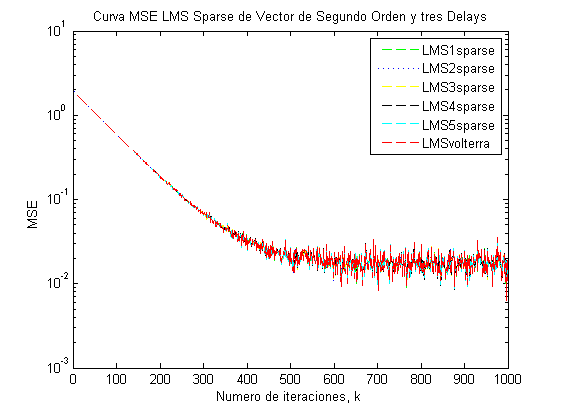 Curva MSE LMS Sparse de Vector de Segundo Orden y tres Delays
10^1
10^0
10^-1
10^-2
10^-3
MSE
LMS1sparse
LMS2sparse
LMS3sparse
LMS4sparse
LMS5sparse
LMSvolterra
0 100 200 300 400 500 600 700 800 900 1000
Numero de iteraciones, k